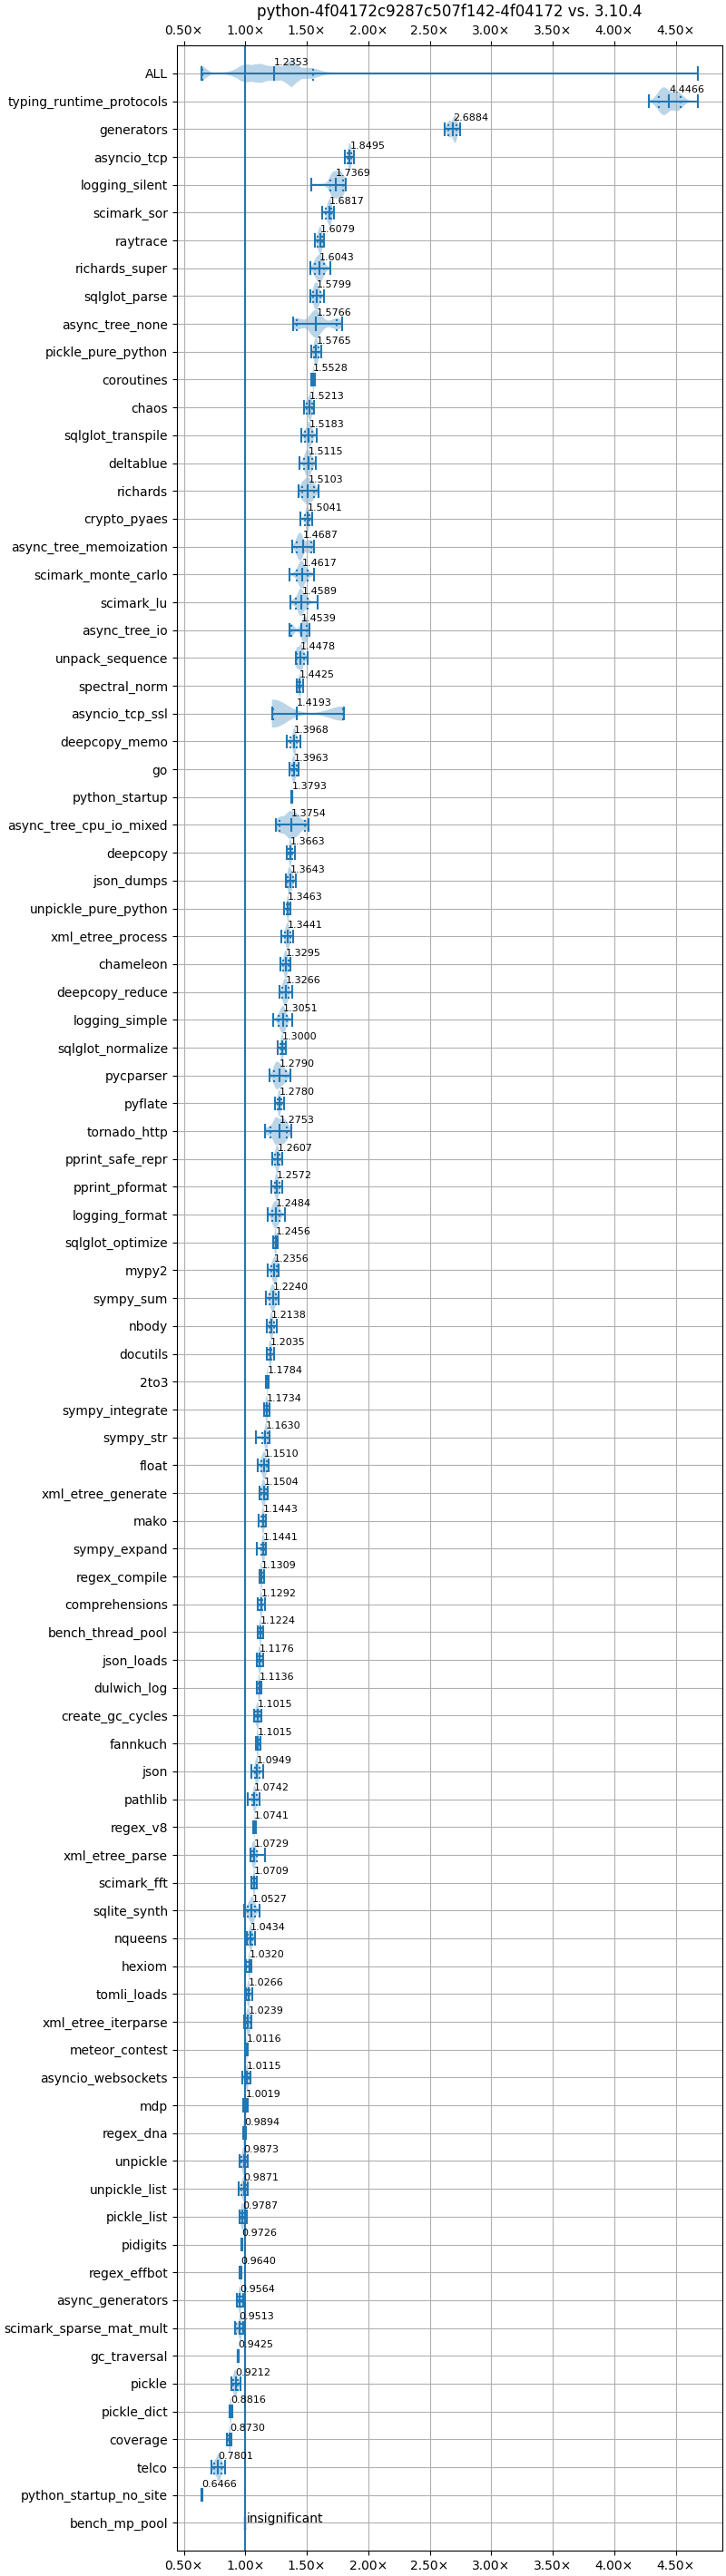 python-4f04172c9287c507f142-4f04172 vs. 3.10.4
0.50× 1.00× 1.50× 2.00× 2.50× 3.00× 3.50× 4.00× 4.50×
ALL 1.2353
typing_runtime_protocols 4.4466
generators 2.6884
asyncio_tcp 1.8495
logging_silent 1.7369
scimark_sor 1.6817
raytrace 1.6079
richards_super 1.6043
sqlglot_parse 1.5799
async_tree_none 1.5766
pickle_pure_python 1.5765
coroutines 1.5528
chaos 1.5213
sqlglot_transpile 1.5183
deltablue 1.5115
richards 1.5103
crypto_pyaes 1.5041
async_tree_memoization 1.4687
scimark_monte_carlo 1.4617
scimark_lu 1.4589
async_tree_io 1.4539
unpack_sequence 1.4478
spectral_norm 1.4425
asyncio_tcp_ssl 1.4193
deepcopy_memo 1.3968
go 1.3963
python_startup 1.3793
async_tree_cpu_io_mixed 1.3754
deepcopy 1.3663
json_dumps 1.3643
unpickle_pure_python 1.3463
xml_etree_process 1.3441
chameleon 1.3295
deepcopy_reduce 1.3266
logging_simple 1.3051
sqlglot_normalize 1.3000
pycparser 1.2790
pyflate 1.2780
tornado_http 1.2753
pprint_safe_repr 1.2607
pprint_pformat 1.2572
logging_format 1.2484
sqlglot_optimize 1.2456
mypy2 1.2356
sympy_sum 1.2240
nbody 1.2138
docutils 1.2035
2to3 1.1784
sympy_integrate 1.1734
sympy_str 1.1630
float 1.1510
xml_etree_generate 1.1504
mako 1.1443
sympy_expand 1.1441
regex_compile 1.1309
comprehensions 1.1292
bench_thread_pool 1.1224
json_loads 1.1176
dulwich_log 1.1136
create_gc_cycles 1.1015
fannkuch 1.1015
json 1.0949
pathlib 1.0742
regex_v8 1.0741
xml_etree_parse 1.0729
scimark_fft 1.0709
sqlite_synth 1.0527
nqueens 1.0434
hexiom 1.0320
tomli_loads 1.0266
xml_etree_iterparse 1.0239
meteor_contest 1.0116
asyncio_websockets 1.0115
mdp 1.0019
regex_dna 0.9894
unpickle 0.9873
unpickle_list 0.9871
pickle_list 0.9787
pidigits 0.9726
regex_effbot 0.9640
async_generators 0.9564
scimark_sparse_mat_mult 0.9513
gc_traversal 0.9425
pickle 0.9212
pickle_dict 0.8816
coverage 0.8730
telco 0.7801
python_startup_no_site 0.6466
bench_mp_pool insignificant
0.50× 1.00× 1.50× 2.00× 2.50× 3.00× 3.50× 4.00× 4.50×